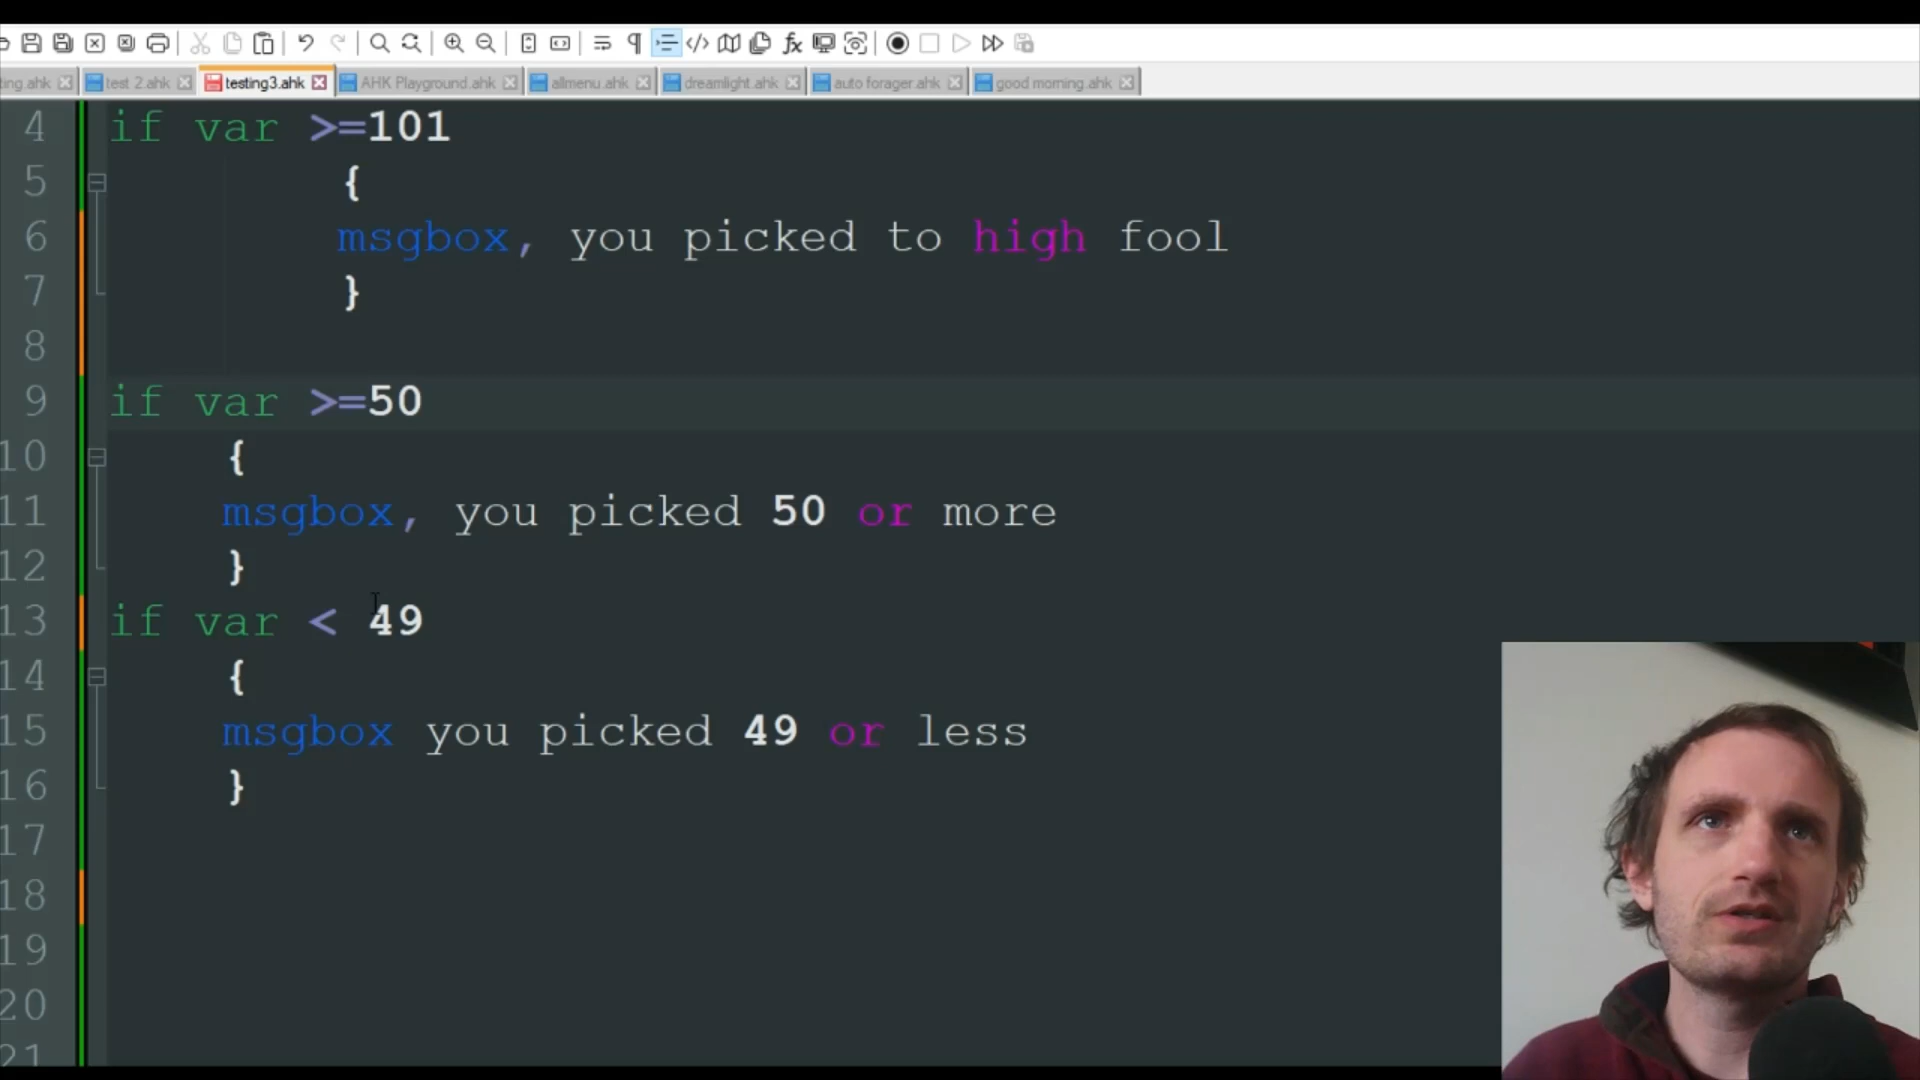 ting.ahk test 2.ahk testing3.ahk AHK Playground.ahk allmenu.ahk dreamlight.ahk auto forager.ahk good morning.ahk
4 if var >=101
5 {
6 msgbox, you picked to high fool
7 }
8
9 if var >=50
10 {
11 msgbox, you picked 50 or more
12 }
13 if var < 49
14 {
15 msgbox you picked 49 or less
16 }
17
18
19
20
21